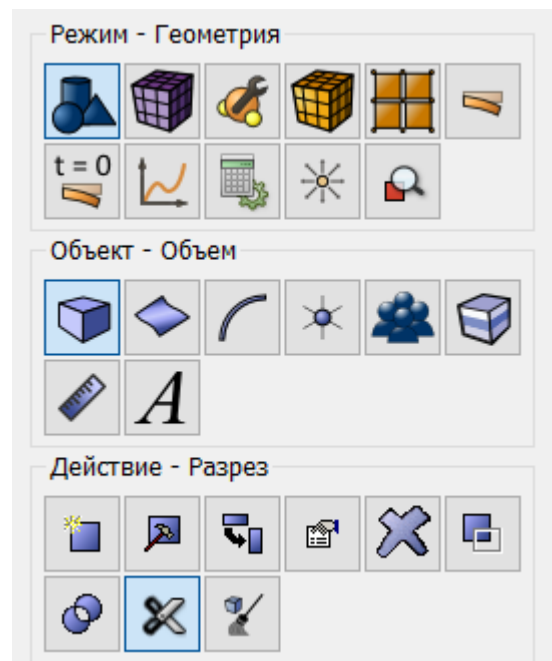 Режим - Геометрия
t = 0
Объект - Объем
A
Действие - Разрез